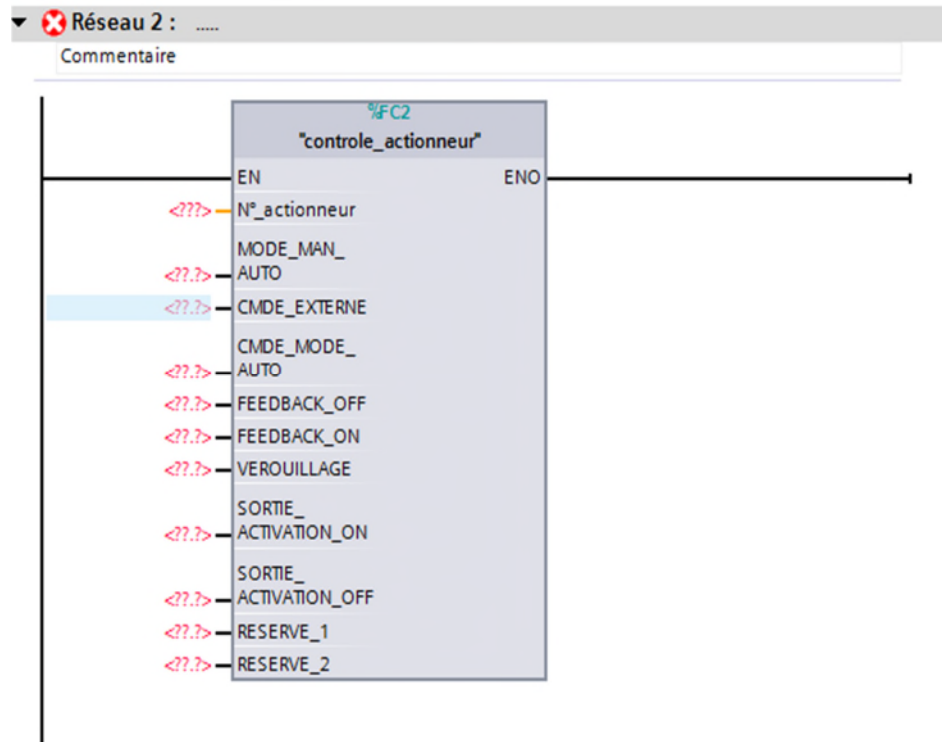 Réseau 2 : .....
Commentaire
%FC2
"controle_actionneur"
EN ENO
<???> N°_actionneur
MODE_MAN_
<??.?> AUTO
<??.?> CMDE_EXTERNE
CMDE_MODE_
<??.?> AUTO
<??.?> FEEDBACK_OFF
<??.?> FEEDBACK_ON
<??.?> VEROUILLAGE
SORTIE_
<??.?> ACTIVATION_ON
SORTIE_
<??.?> ACTIVATION_OFF
<??.?> RESERVE_1
<??.?> RESERVE_2